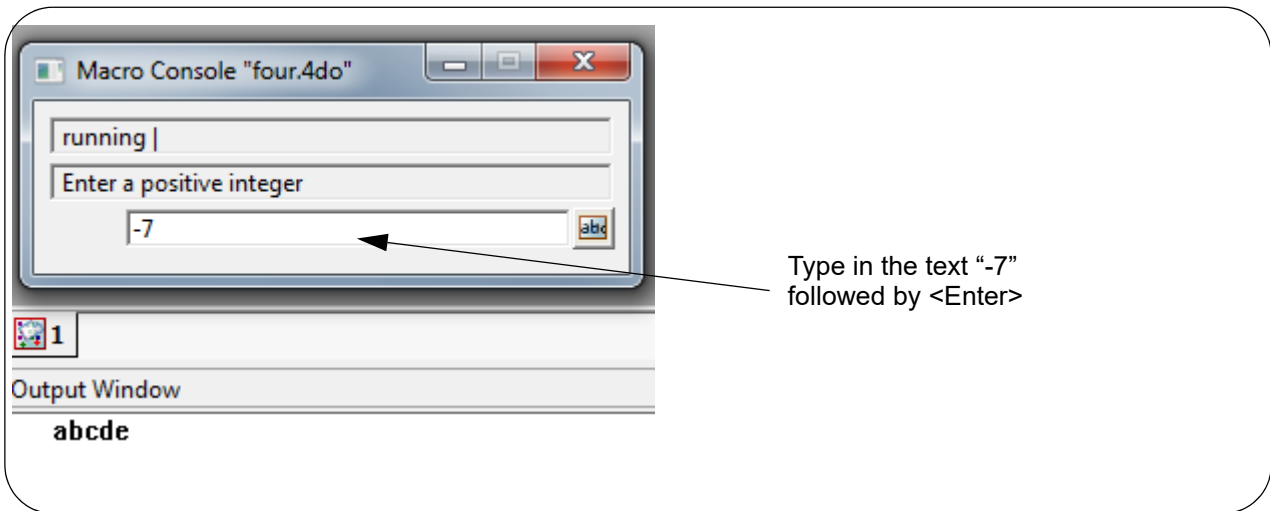 Macro Console "four.4do"
running |
Enter a positive integer
-7
abc
Type in the text “-7”
followed by <Enter>
1
Output Window
abcde